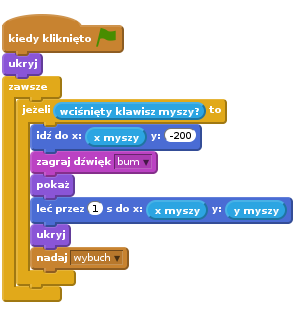 kiedy kliknięto
ukryj
zawsze
jeżeli wciśnięty klawisz myszy? to
idź do x: x myszy y: -200
zagraj dźwięk bum
pokaż
leć przez 1 s do x: x myszy y: y myszy
ukryj
nadaj wybuch